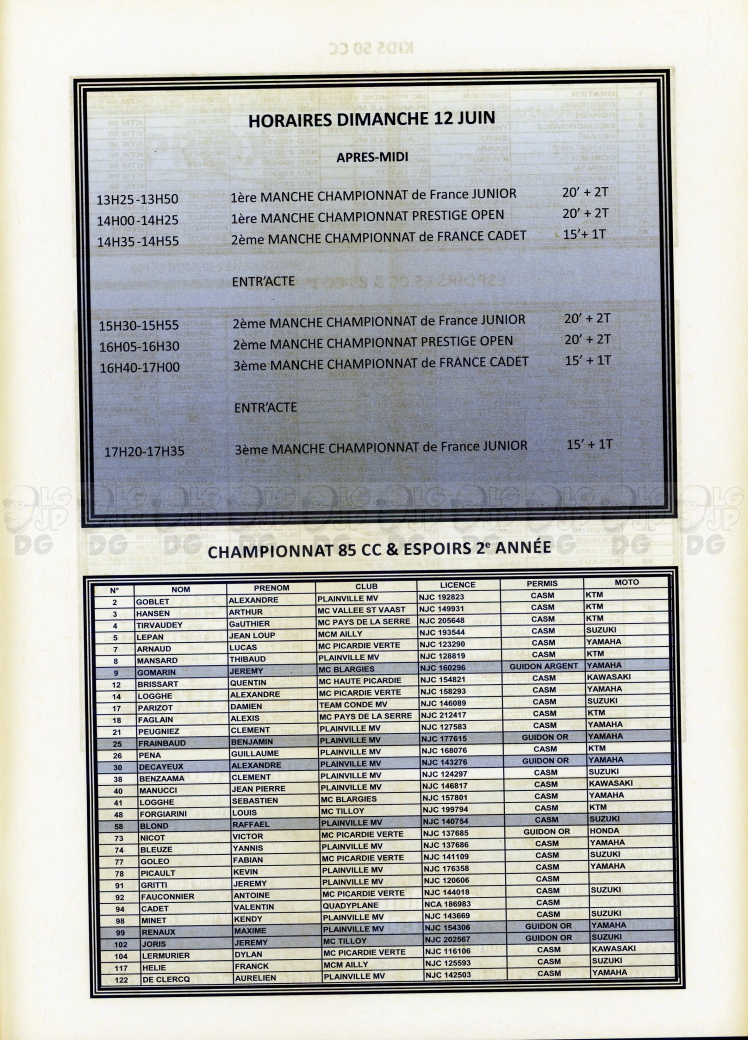 KIDS 50 CC
HORAIRES DIMANCHE 12 JUIN
APRES-MIDI
13H25-13H50 1ère MANCHE CHAMPIONNAT de France JUNIOR 20' + 2T
14H00-14H25 1ère MANCHE CHAMPIONNAT PRESTIGE OPEN 20' + 2T
14H35-14H55 2ème MANCHE CHAMPIONNAT de FRANCE CADET 15'+ 1T
ENTR'ACTE
15H30-15H55 2ème MANCHE CHAMPIONNAT de France JUNIOR 20' + 2T
16H05-16H30 2ème MANCHE CHAMPIONNAT PRESTIGE OPEN 20' + 2T
16H40-17H00 3ème MANCHE CHAMPIONNAT de FRANCE CADET 15' + 1T
ENTR'ACTE
17H20-17H35 3ème MANCHE CHAMPIONNAT de France JUNIOR 15' + 1T
LG JP DG
CHAMPIONNAT 85 CC & ESPOIRS 2e ANNÉE
N° NOM PRENOM CLUB LICENCE PERMIS MOTO
2 GOBLET ALEXANDRE PLAINVILLE MV NJC 192823 CASM KTM
3 HANSEN ARTHUR MC VALLEE ST VAAST NJC 149931 CASM KTM
4 TIRVAUDEY GaUTHIER MC PAYS DE LA SERRE NJC 205648 CASM KTM
5 LEPAN JEAN LOUP MCM AILLY NJC 193544 CASM SUZUKI
7 ARNAUD LUCAS MC PICARDIE VERTE NJC 123290 CASM YAMAHA
8 MANSARD THIBAUD PLAINVILLE MV NJC 128819 CASM KTM
9 GOMARIN JEREMY MC BLARGIES NJC 160296 GUIDON ARGENT YAMAHA
12 BRISSART QUENTIN MC HAUTE PICARDIE NJC 154821 CASM KAWASAKI
14 LOGGHE ALEXANDRE MC PICARDIE VERTE NJC 158293 CASM YAMAHA
17 PARIZOT DAMIEN TEAM CONDE MV NJC 146089 CASM SUZUKI
18 FAGLAIN ALEXIS MC PAYS DE LA SERRE NJC 212417 CASM KTM
21 PEUGNIEZ CLEMENT PLAINVILLE MV NJC 127583 CASM YAMAHA
25 FRAINBAUD BENJAMIN PLAINVILLE MV NJC 177615 GUIDON OR YAMAHA
26 PENA GUILLAUME PLAINVILLE MV NJC 168076 CASM KTM
30 DECAYEUX ALEXANDRE PLAINVILLE MV NJC 143276 GUIDON OR YAMAHA
38 BENZAAMA CLEMENT PLAINVILLE MV NJC 124297 CASM SUZUKI
40 MANUCCI JEAN PIERRE PLAINVILLE MV NJC 146817 CASM KAWASAKI
41 LOGGHE SEBASTIEN MC BLARGIES NJC 157801 CASM YAMAHA
48 FORGIARINI LOUIS MC TILLOY NJC 199794 CASM KTM
58 BLOND RAFFAEL PLAINVILLE MV NJC 140754 CASM SUZUKI
73 NICOT VICTOR MC PICARDIE VERTE NJC 137685 GUIDON OR HONDA
74 BLEUZE YANNIS PLAINVILLE MV NJC 137686 CASM YAMAHA
77 GOLEO FABIAN MC PICARDIE VERTE NJC 141109 CASM SUZUKI
78 PICAULT KEVIN PLAINVILLE MV NJC 176358 CASM YAMAHA
91 GRITTI JEREMY PLAINVILLE MV NJC 120606 CASM
92 FAUCONNIER ANTOINE MC PICARDIE VERTE NJC 144018 CASM SUZUKI
94 CADET VALENTIN QUADYPLANE NCA 186983 CASM
98 MINET KENDY PLAINVILLE MV NJC 143669 CASM SUZUKI
99 RENAUX MAXIME PLAINVILLE MV NJC 154306 GUIDON OR YAMAHA
102 JORIS JEREMY MC TILLOY NJC 202567 GUIDON OR SUZUKI
104 LERMURIER DYLAN MC PICARDIE VERTE NJC 116106 CASM KAWASAKI
117 HELIE FRANCK MCM AILLY NJC 125593 CASM SUZUKI
122 DE CLERCQ AURELIEN PLAINVILLE MV NJC 142503 CASM YAMAHA